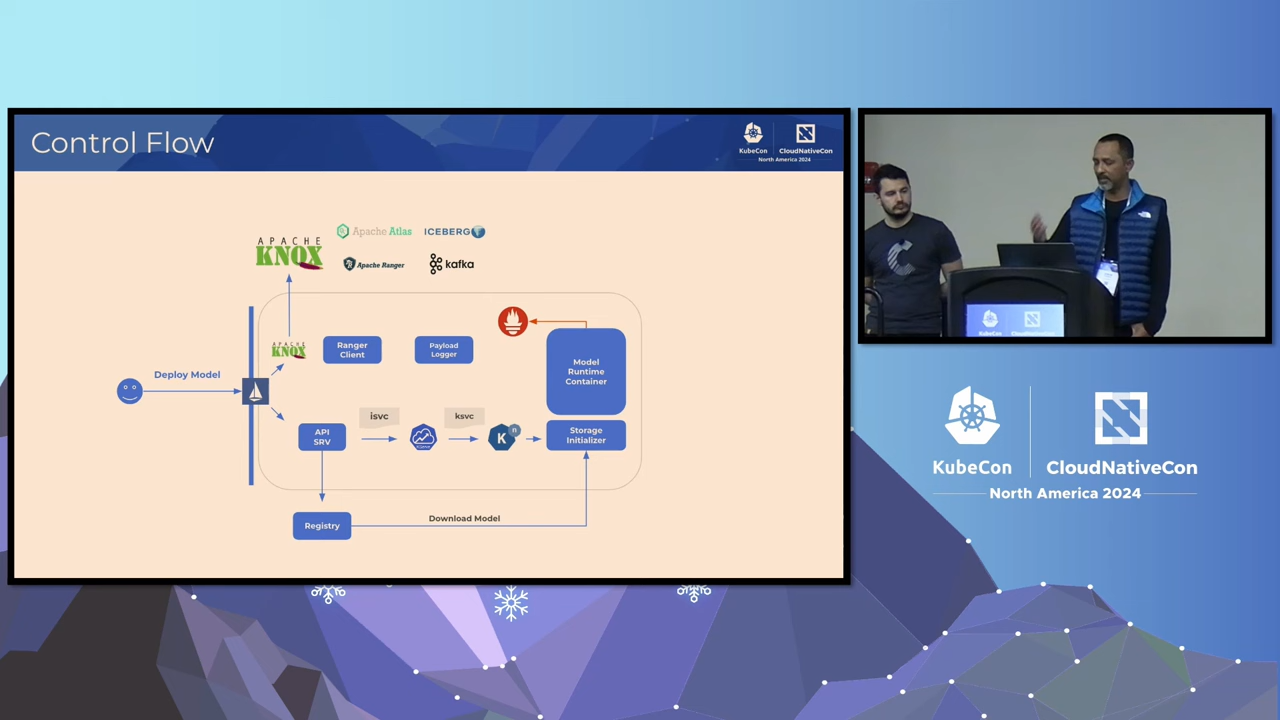 Control Flow
KubeCon
CloudNativeCon
North America 2024
APACHE
KNOX
Apache Atlas
ICEBERG
Apache Ranger
kafka
APACHE
KNOX
Ranger
Client
Payload
Logger
Model
Runtime
Container
Deploy Model
isvc
ksvc
API
SRV
K
n
Storage
Initializer
Registry
Download Model
C
KubeCon
CloudNativeCon
North America 2024